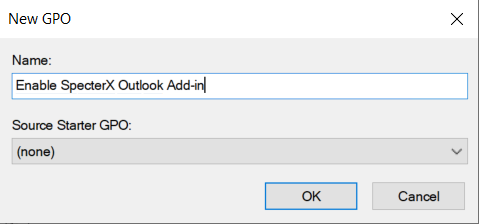 New GPO
Name:
Enable SpecterX Outlook Add-in
Source Starter GPO:
(none)
OK
Cancel